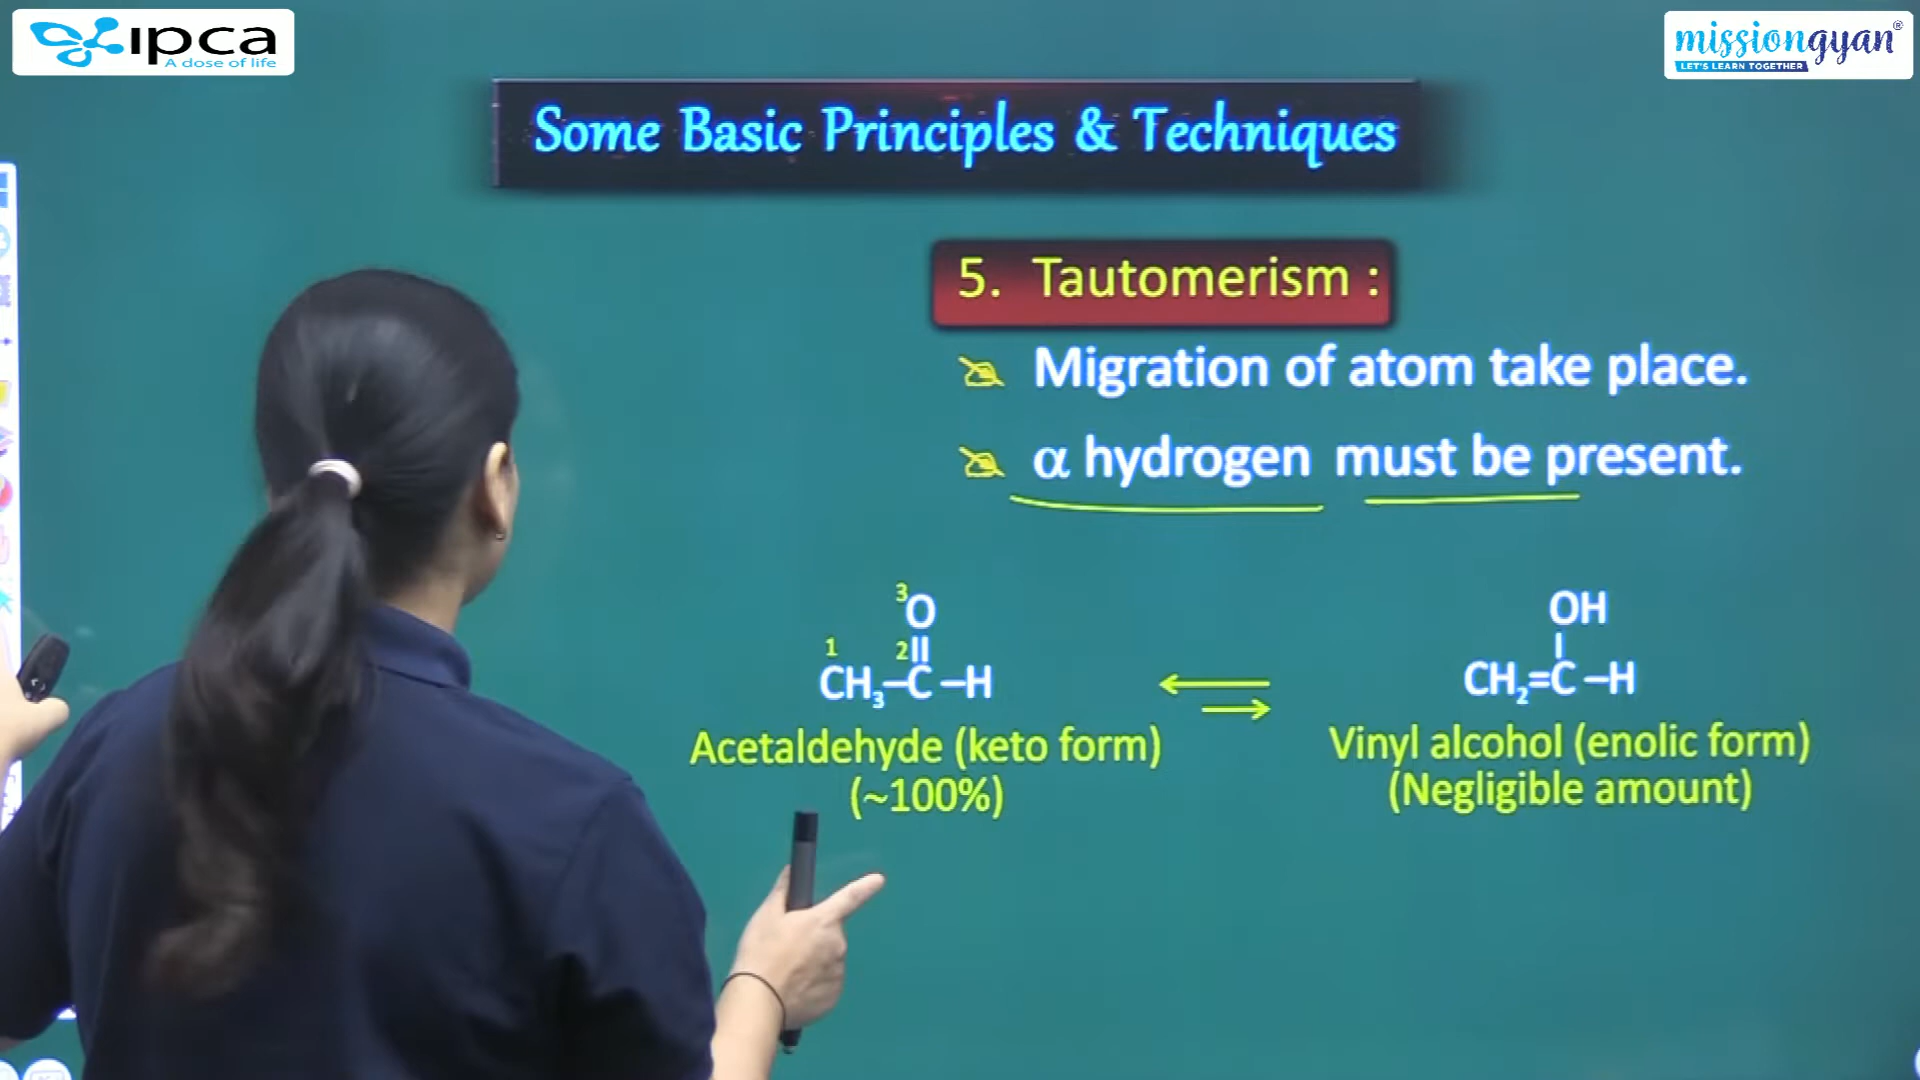 ipca
A dose of life
missiongyan®
LET'S LEARN TOGETHER
Some Basic Principles & Techniques
5. Tautomerism :
Migration of atom take place.
α hydrogen must be present.
3
O
1 2
CH₃–C–H
OH
CH₂=C–H
Acetaldehyde (keto form)
(~100%)
Vinyl alcohol (enolic form)
(Negligible amount)